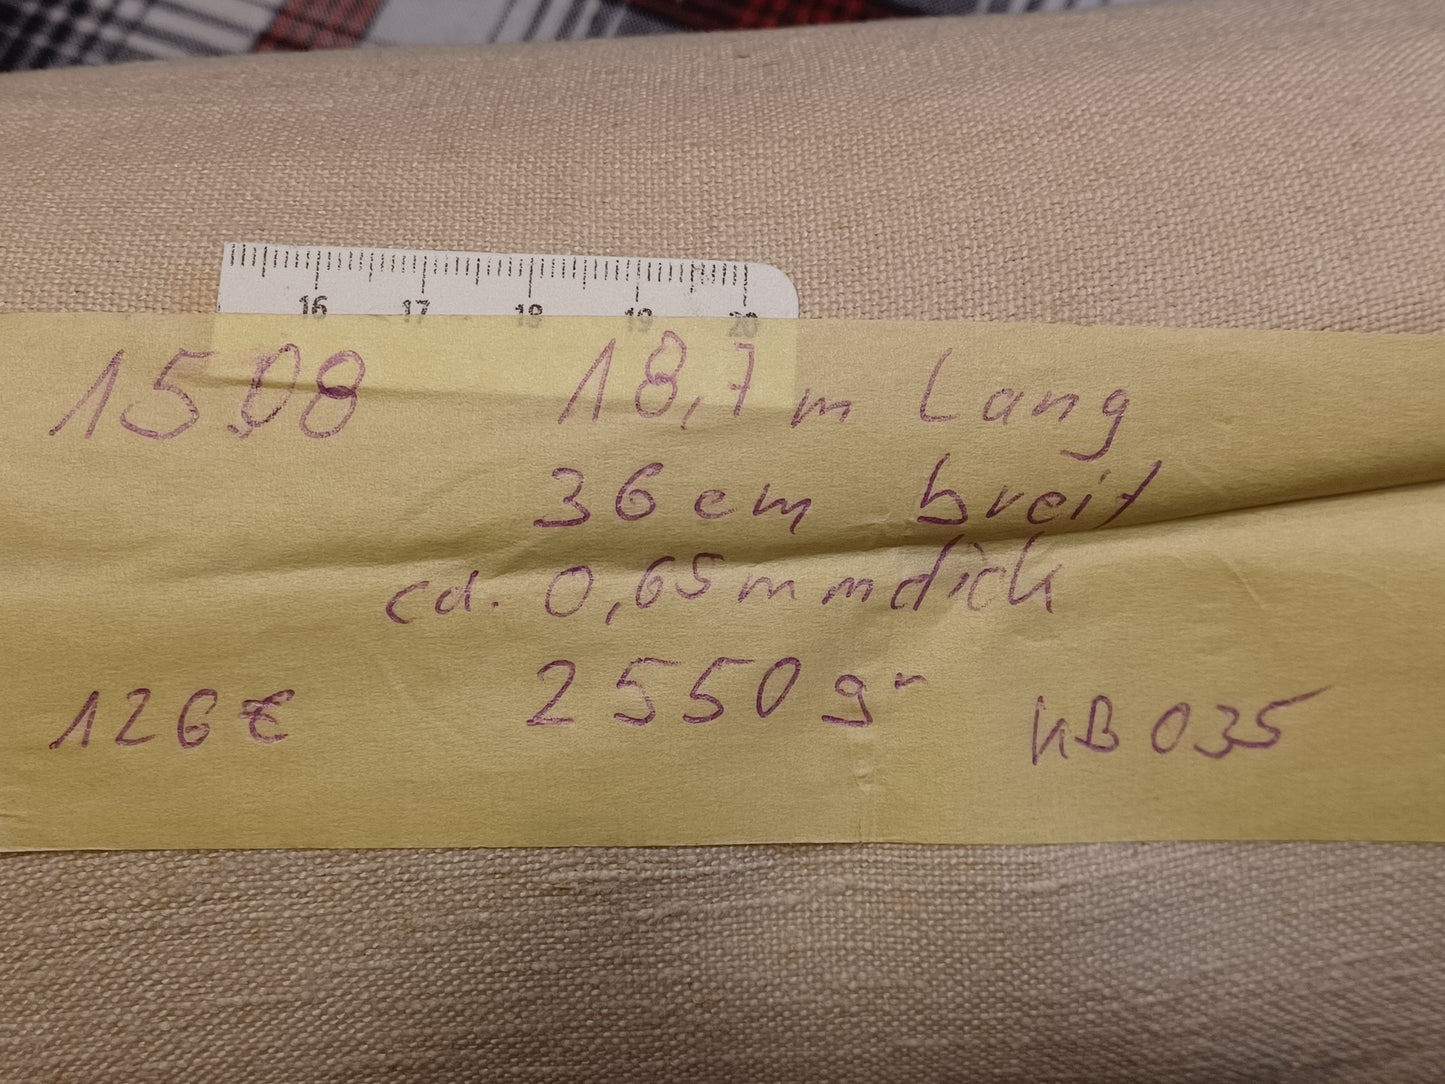 16 17 18 19 20
15.08 18,7 m Lang
36 cm breit
ca. 0,65 mm dick
2550 gr
126 € HB 035